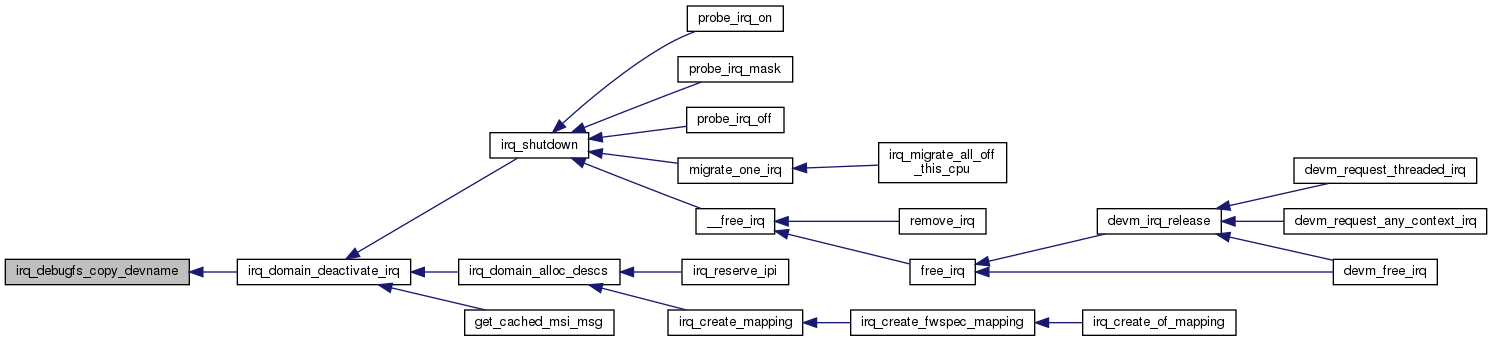 probe_irq_on
probe_irq_mask
probe_irq_off
irq_shutdown
migrate_one_irq
irq_migrate_all_off
_this_cpu
devm_request_threaded_irq
__free_irq
remove_irq
devm_irq_release
devm_request_any_context_irq
irq_debugfs_copy_devname
irq_domain_deactivate_irq
irq_domain_alloc_descs
irq_reserve_ipi
free_irq
devm_free_irq
get_cached_msi_msg
irq_create_mapping
irq_create_fwspec_mapping
irq_create_of_mapping